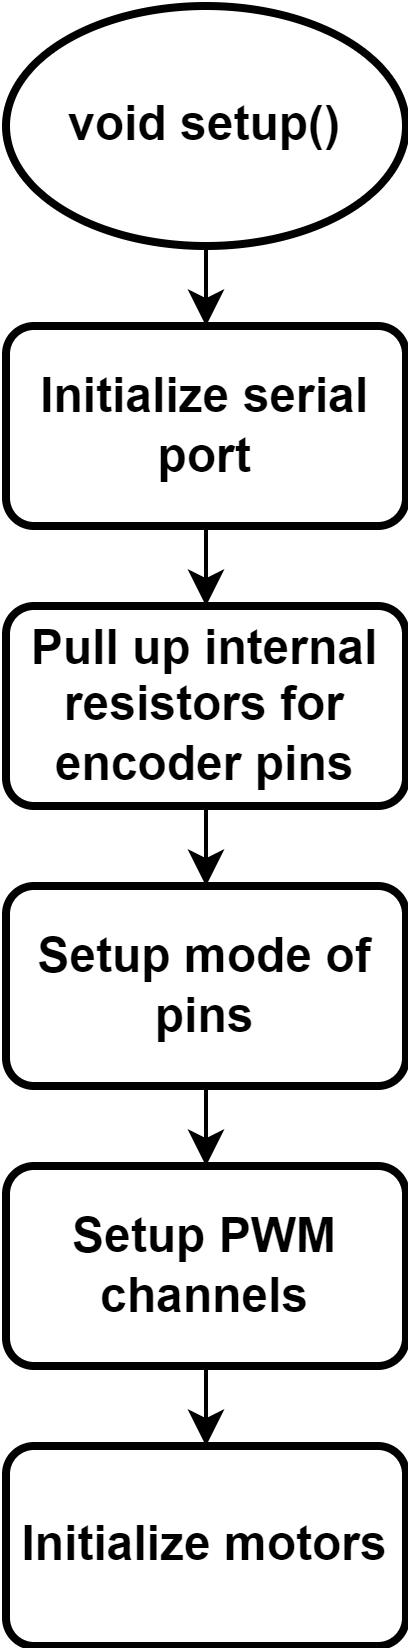 void setup()
Initialize serial
port
Pull up internal
resistors for
encoder pins
Setup mode of
pins
Setup PWM
channels
Initialize motors